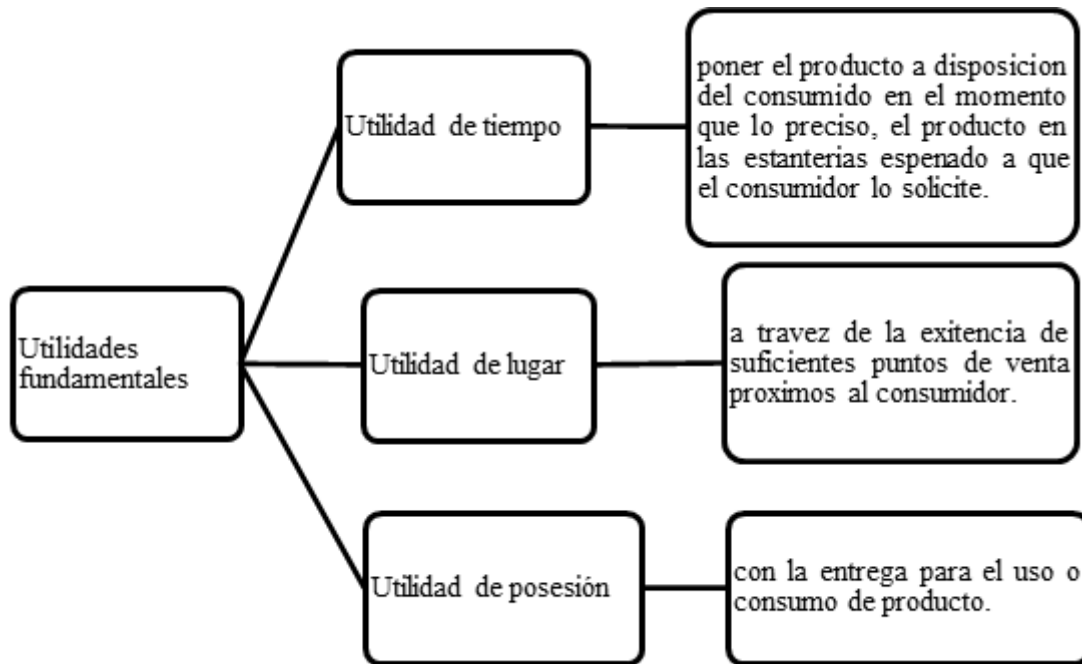 Utilidades
fundamentales
Utilidad de tiempo
poner el producto a disposicion
del consumido en el momento
que lo preciso, el producto en
las estanterias espenado a que
el consumidor lo solicite.
Utilidad de lugar
a travez de la exitencia de
suficientes puntos de venta
proximos al consumidor.
Utilidad de posesión
con la entrega para el uso o
consumo de producto.